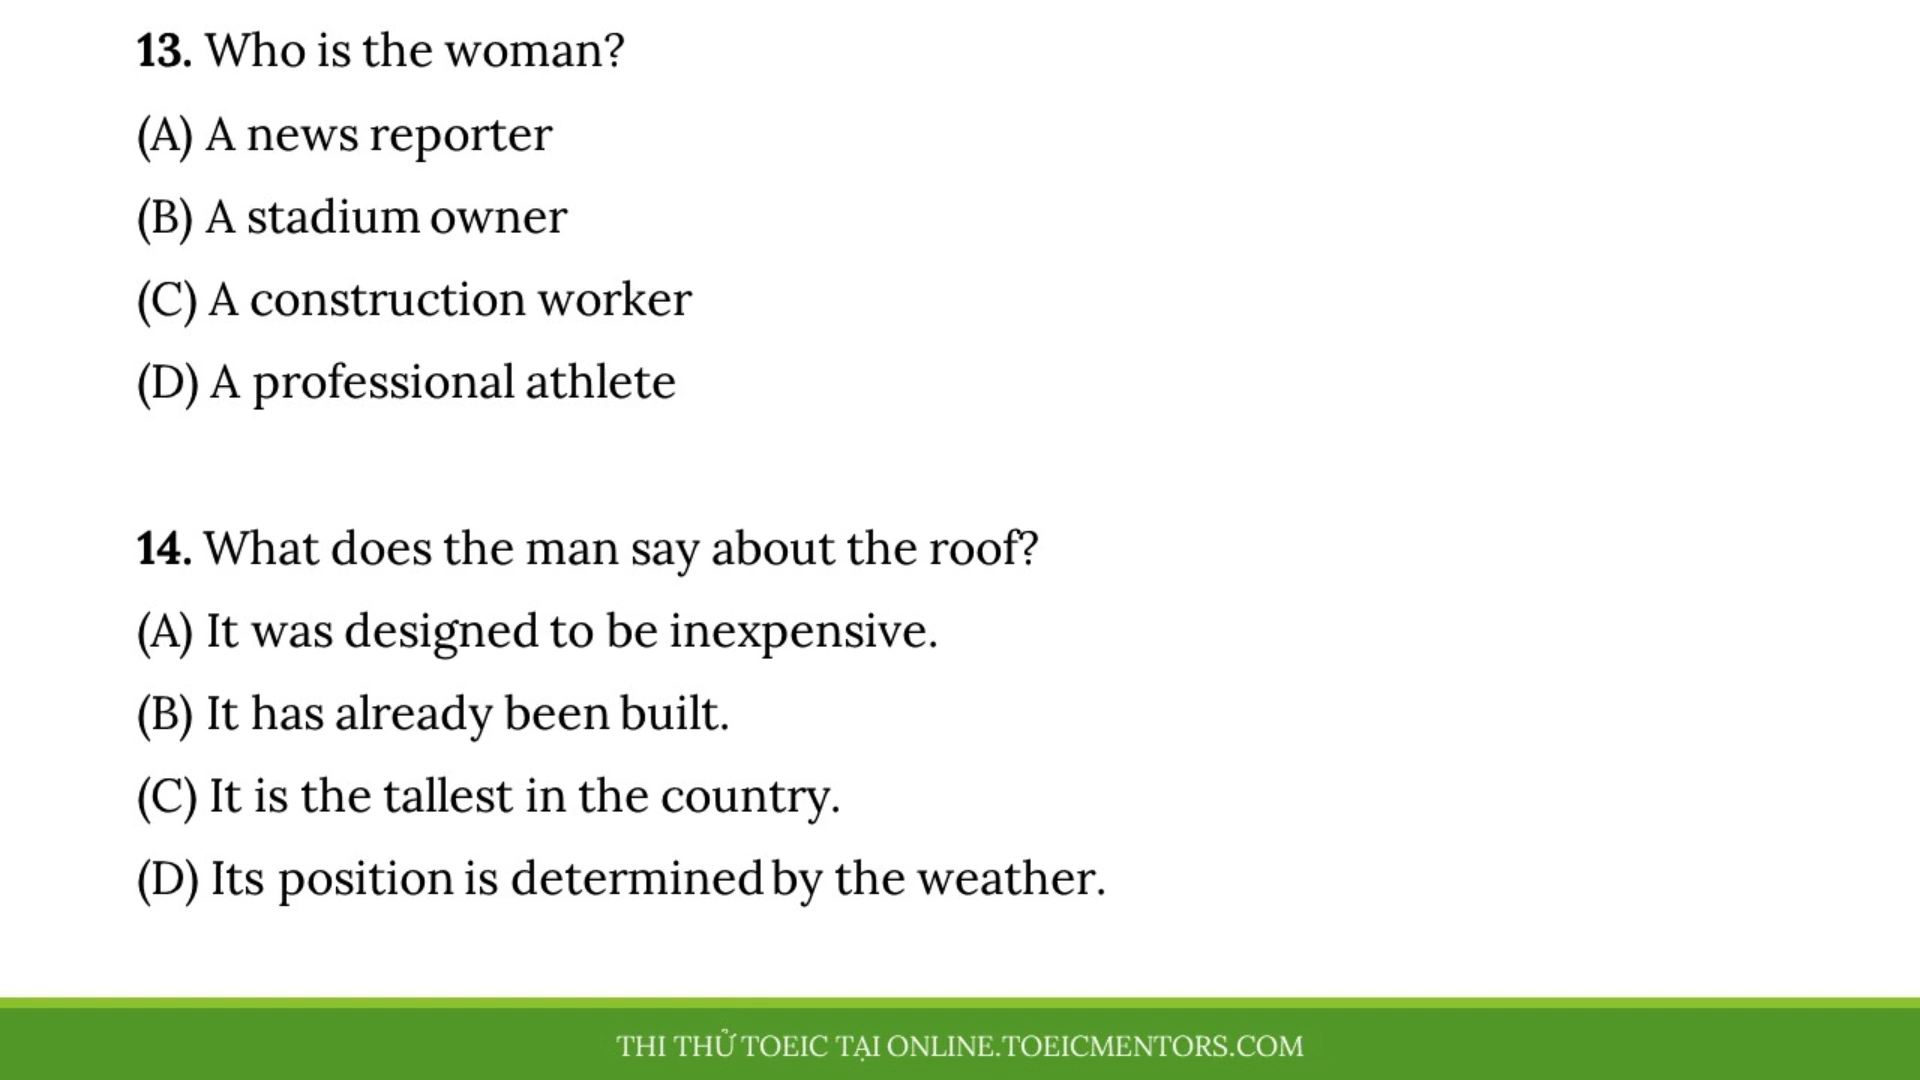 13. Who is the woman?
(A) A news reporter
(B) A stadium owner
(C) A construction worker
(D) A professional athlete
14. What does the man say about the roof?
(A) It was designed to be inexpensive.
(B) It has already been built.
(C) It is the tallest in the country.
(D) Its position is determined by the weather.
THI THỬ TOEIC TẠI ONLINE.TOEICMENTORS.COM